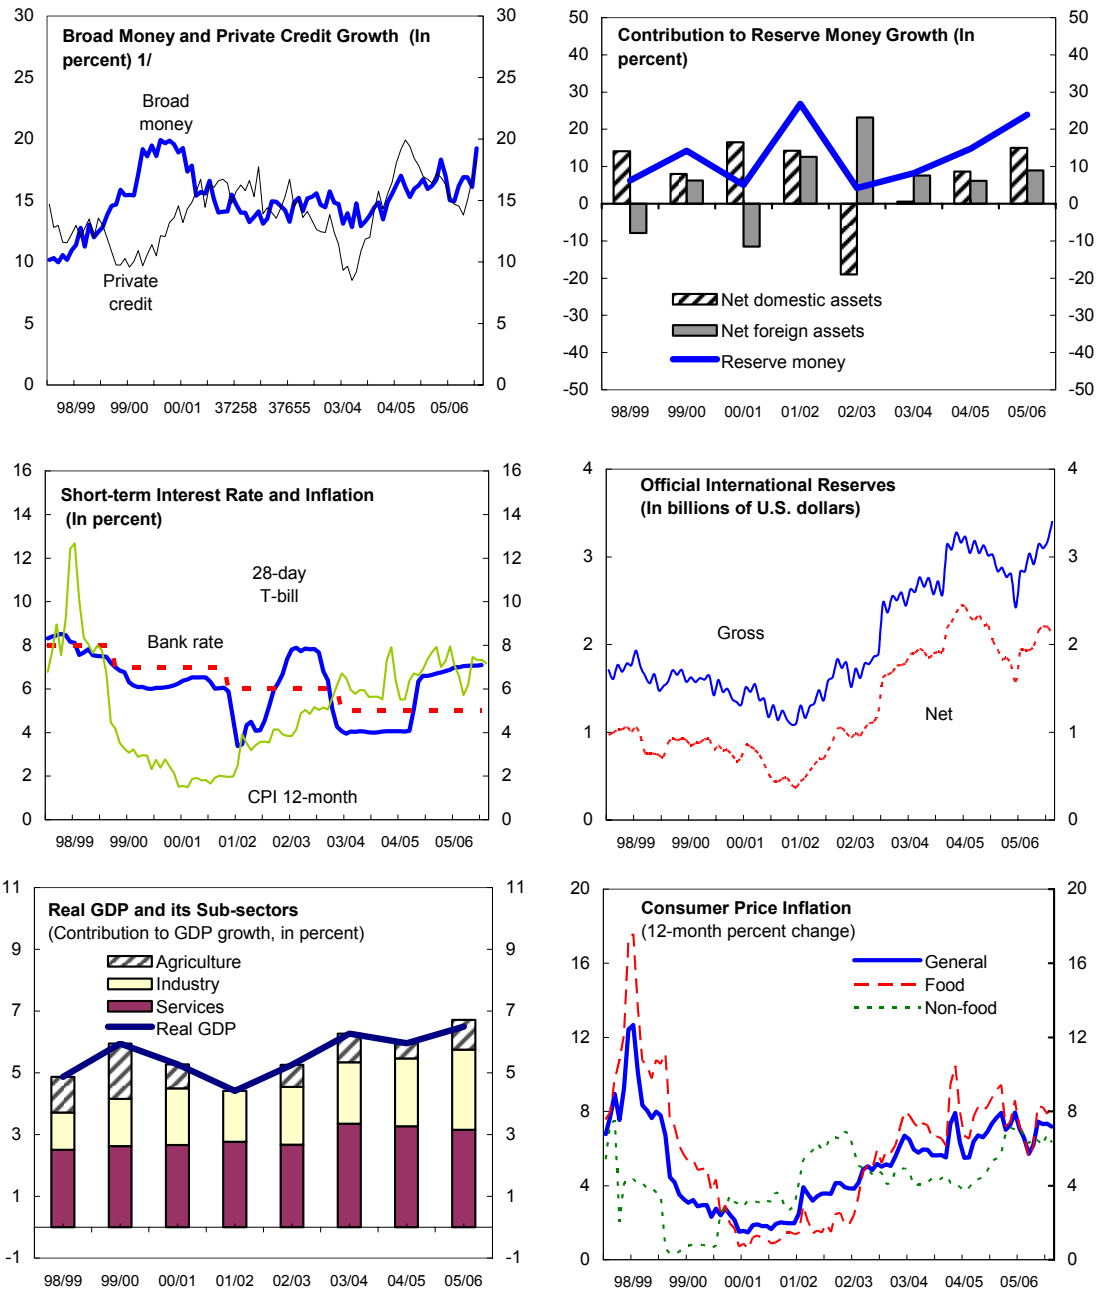 Broad Money and Private Credit Growth (In
percent) 1/
30
25
20
15
10
5
0
30
25
20
15
10
5
0
Broad
money
Private
credit
98/99 99/00 00/01 37258 37655 03/04 04/05 05/06
Contribution to Reserve Money Growth (In
percent)
50
40
30
20
10
0
-10
-20
-30
-40
-50
50
40
30
20
10
0
-10
-20
-30
-40
-50
Net domestic assets
Net foreign assets
Reserve money
98/99 99/00 00/01 01/02 02/03 03/04 04/05 05/06
Short-term Interest Rate and Inflation
(In percent)
16
14
12
10
8
6
4
2
0
16
14
12
10
8
6
4
2
0
28-day
T-bill
Bank rate
CPI 12-month
98/99 99/00 00/01 01/02 02/03 03/04 04/05 05/06
Official International Reserves
(In billions of U.S. dollars)
4
3
2
1
0
4
3
2
1
0
Gross
Net
98/99 99/00 00/01 01/02 02/03 03/04 04/05 05/06
Real GDP and its Sub-sectors
(Contribution to GDP growth, in percent)
11
9
7
5
3
1
-1
11
9
7
5
3
1
-1
Agriculture
Industry
Services
Real GDP
98/99 99/00 00/01 01/02 02/03 03/04 04/05 05/06
Consumer Price Inflation
(12-month percent change)
20
16
12
8
4
0
20
16
12
8
4
0
General
Food
Non-food
98/99 99/00 00/01 01/02 02/03 03/04 04/05 05/06